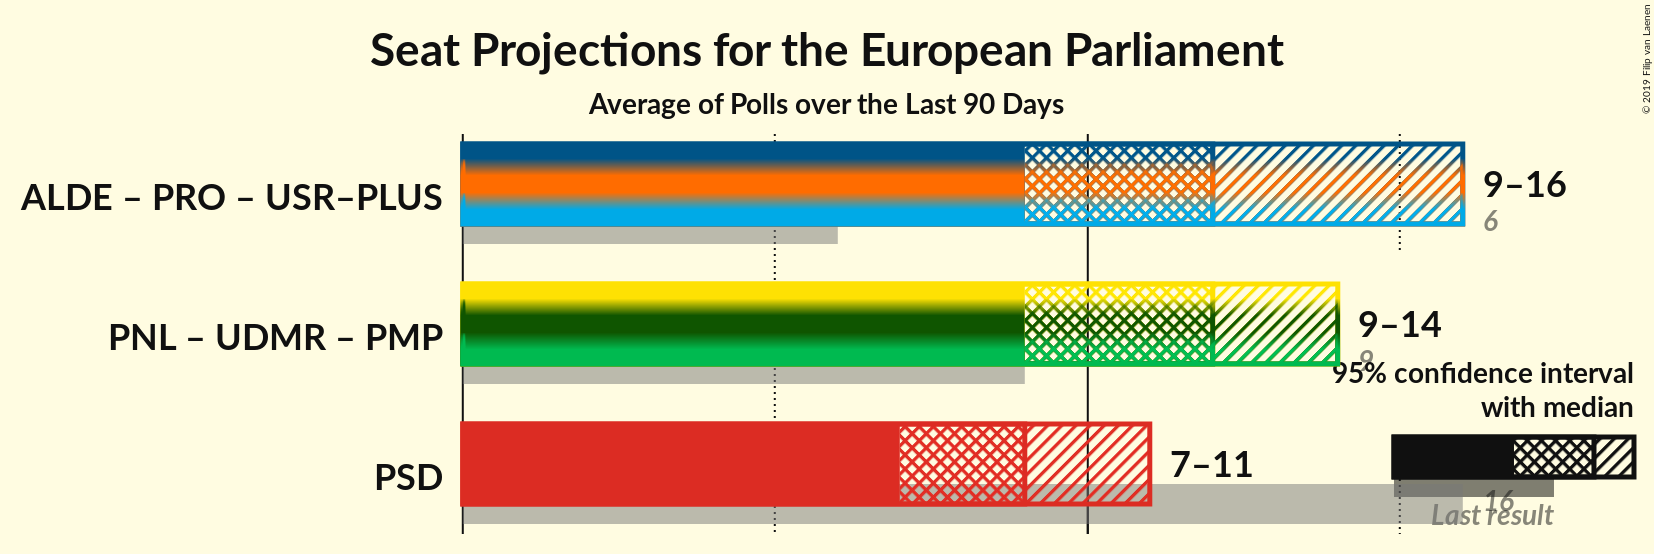 Seat Projections for the European Parliament
Average of Polls over the Last 90 Days
© 2019 Filip van Laenen
ALDE – PRO – USR–PLUS
9–16
6
PNL – UDMR – PMP
9–14
9
95% confidence interval
with median
PSD
7–11
16
Last result